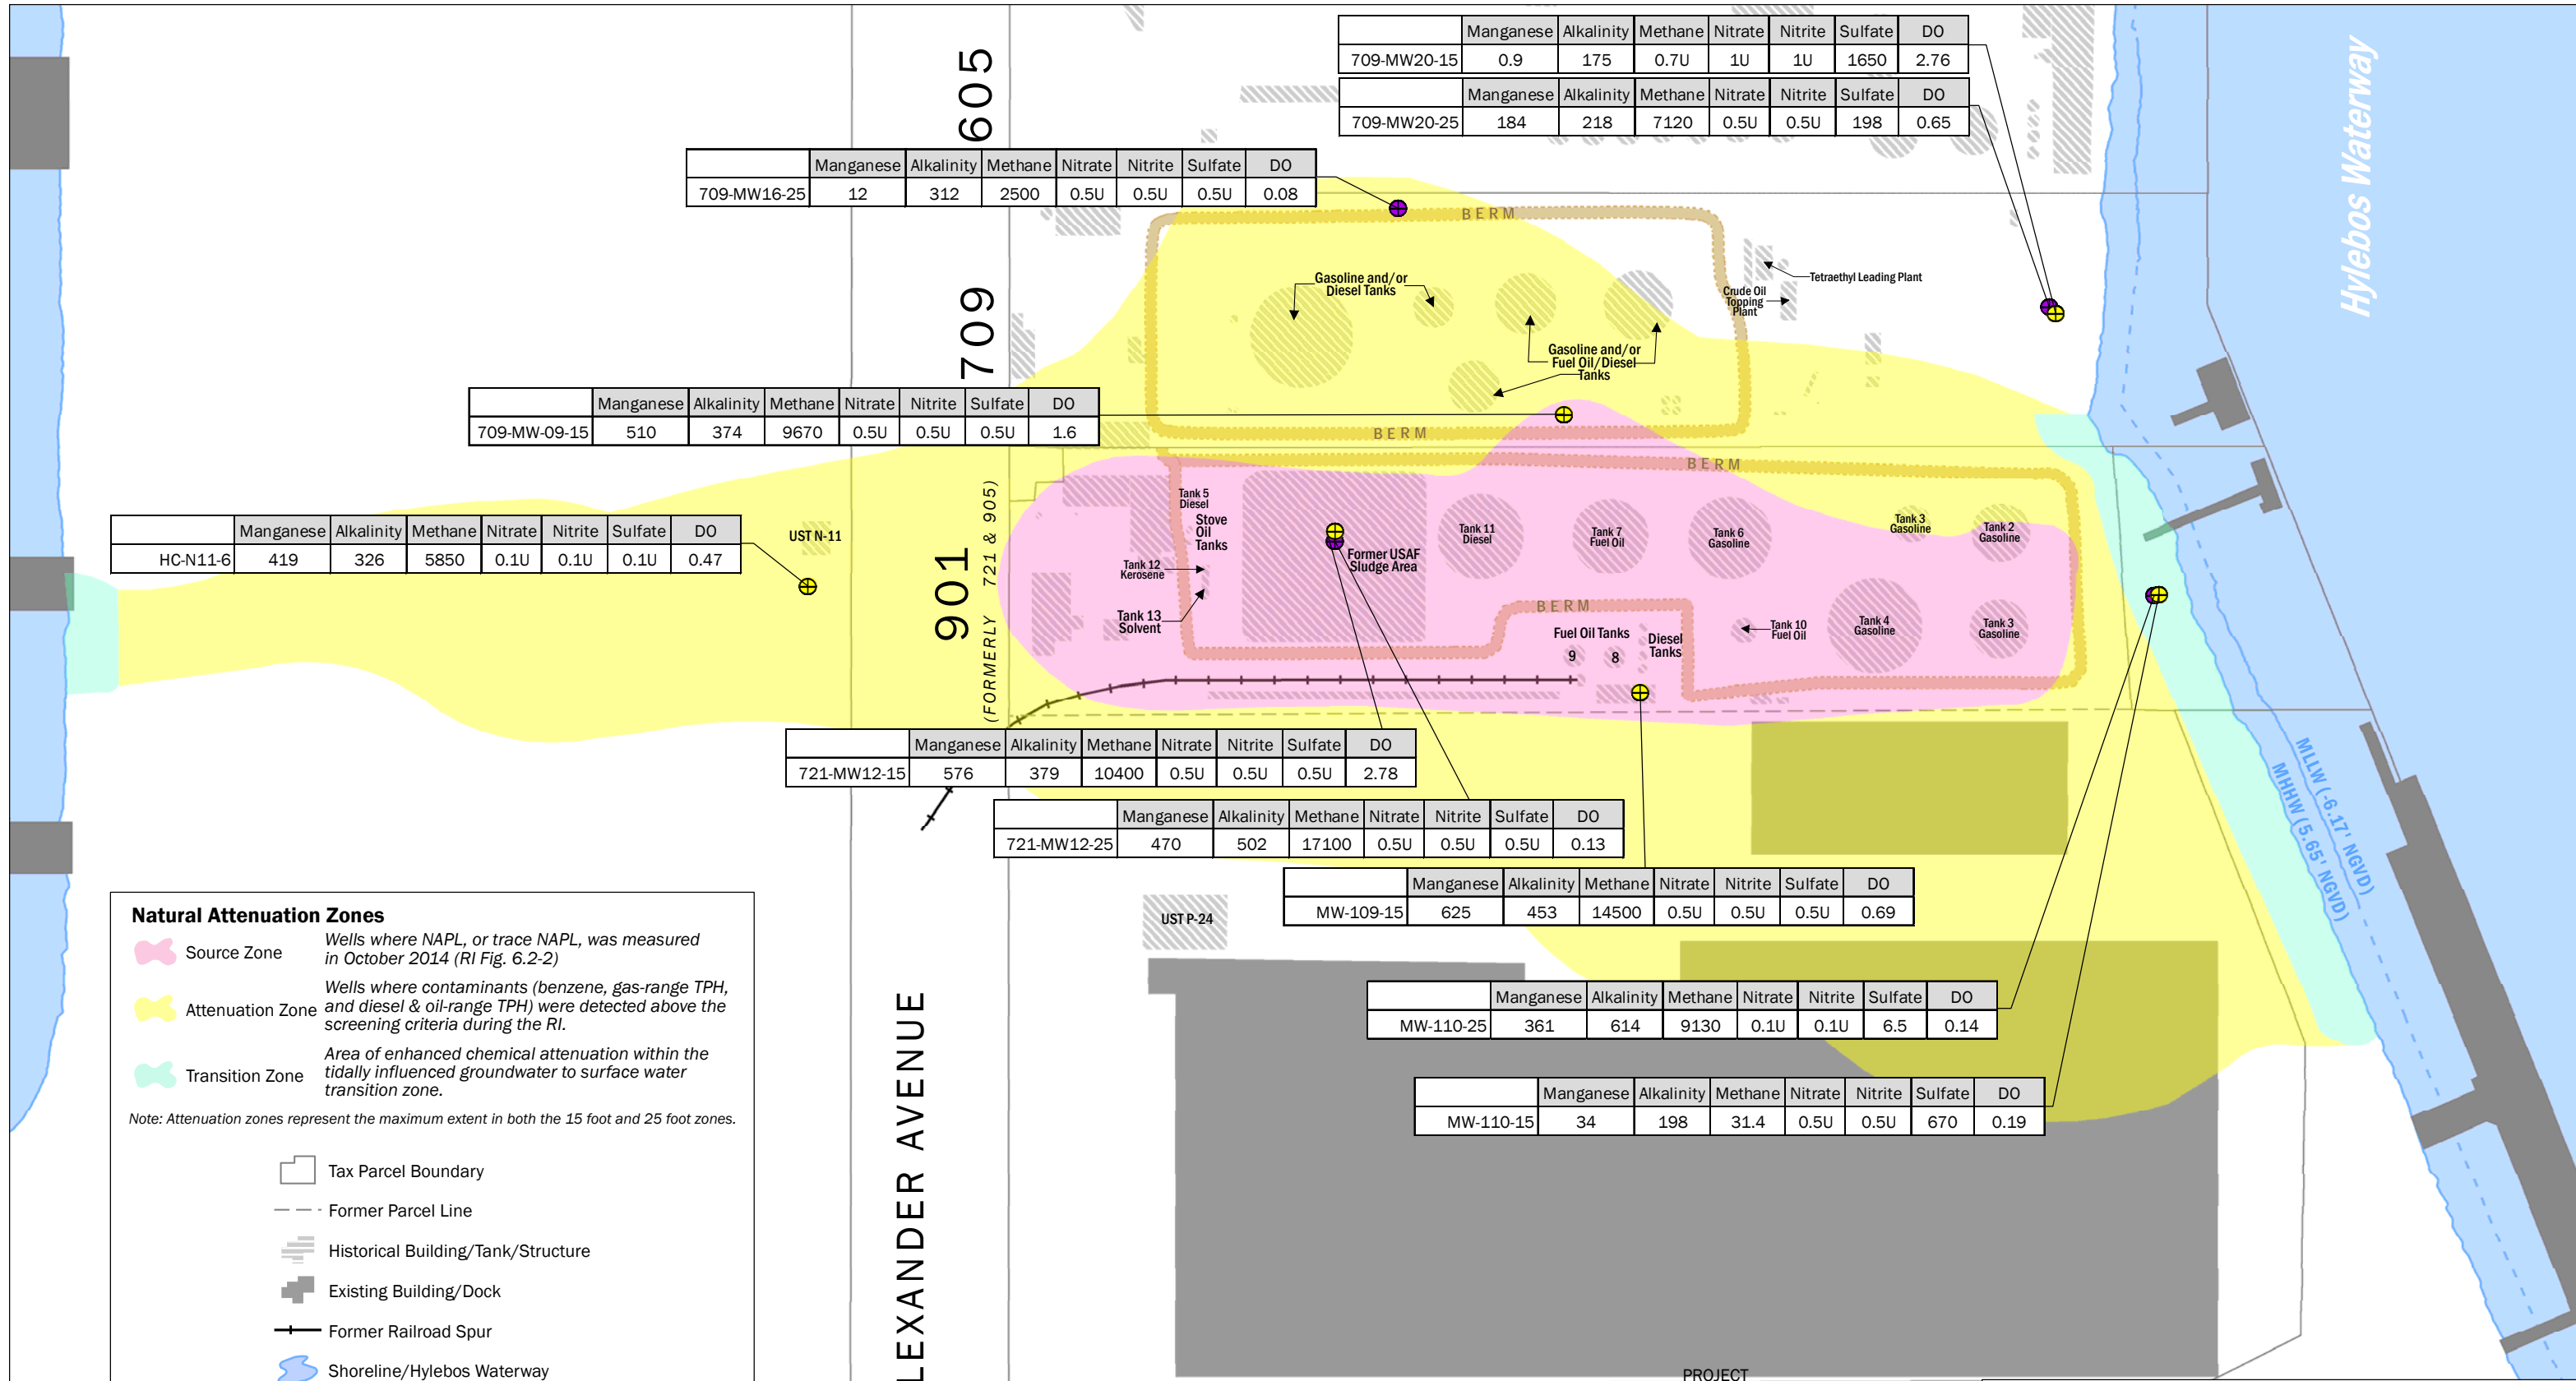 Manganese Alkalinity Methane Nitrate Nitrite Sulfate DO
709-MW20-15 0.9 175 0.7U 1U 1U 1650 2.76
Manganese Alkalinity Methane Nitrate Nitrite Sulfate DO
709-MW20-25 184 218 7120 0.5U 0.5U 198 0.65
605
Hylebos Waterway
Manganese Alkalinity Methane Nitrate Nitrite Sulfate DO
709-MW16-25 12 312 2500 0.5U 0.5U 0.5U 0.08
BERM
Gasoline and/or
Diesel Tanks
Tetraethyl Leading Plant
Crude Oil
Topping
Plant
709
Gasoline and/or
Fuel Oil/Diesel
Tanks
Manganese Alkalinity Methane Nitrate Nitrite Sulfate DO
709-MW-09-15 510 374 9670 0.5U 0.5U 0.5U 1.6
BERM
BERM
Tank 5
Diesel
Stove
Oil
Tanks
Tank 11
Diesel
Tank 7
Fuel Oil
Tank 6
Gasoline
Tank 3
Gasoline
Tank 2
Gasoline
Manganese Alkalinity Methane Nitrate Nitrite Sulfate DO
HC-N11-6 419 326 5850 0.1U 0.1U 0.1U 0.47
UST N-11
901
(FORMERLY 721 & 905)
Former USAF
Sludge Area
Tank 12
Kerosene
Tank 13
Solvent
BERM
Fuel Oil Tanks
9
8
Diesel
Tanks
Tank 10
Fuel Oil
Tank 4
Gasoline
Tank 3
Gasoline
Manganese Alkalinity Methane Nitrate Nitrite Sulfate DO
721-MW12-15 576 379 10400 0.5U 0.5U 0.5U 2.78
MLLW (-6.17' NGVD)
MHHW (5.65' NGVD)
Manganese Alkalinity Methane Nitrate Nitrite Sulfate DO
721-MW12-25 470 502 17100 0.5U 0.5U 0.5U 0.13
Manganese Alkalinity Methane Nitrate Nitrite Sulfate DO
MW-109-15 625 453 14500 0.5U 0.5U 0.5U 0.69
UST P-24
Manganese Alkalinity Methane Nitrate Nitrite Sulfate DO
MW-110-25 361 614 9130 0.1U 0.1U 6.5 0.14
Manganese Alkalinity Methane Nitrate Nitrite Sulfate DO
MW-110-15 34 198 31.4 0.5U 0.5U 670 0.19
LEXANDER AVENUE
Natural Attenuation Zones
Source Zone
Wells where NAPL, or trace NAPL, was measured
in October 2014 (RI Fig. 6.2-2)
Attenuation Zone
Wells where contaminants (benzene, gas-range TPH,
and diesel & oil-range TPH) were detected above the
screening criteria during the RI.
Transition Zone
Area of enhanced chemical attenuation within the
tidally influenced groundwater to surface water
transition zone.
Note: Attenuation zones represent the maximum extent in both the 15 foot and 25 foot zones.
Tax Parcel Boundary
Former Parcel Line
Historical Building/Tank/Structure
Existing Building/Dock
Former Railroad Spur
Shoreline/Hylebos Waterway
PROJECT